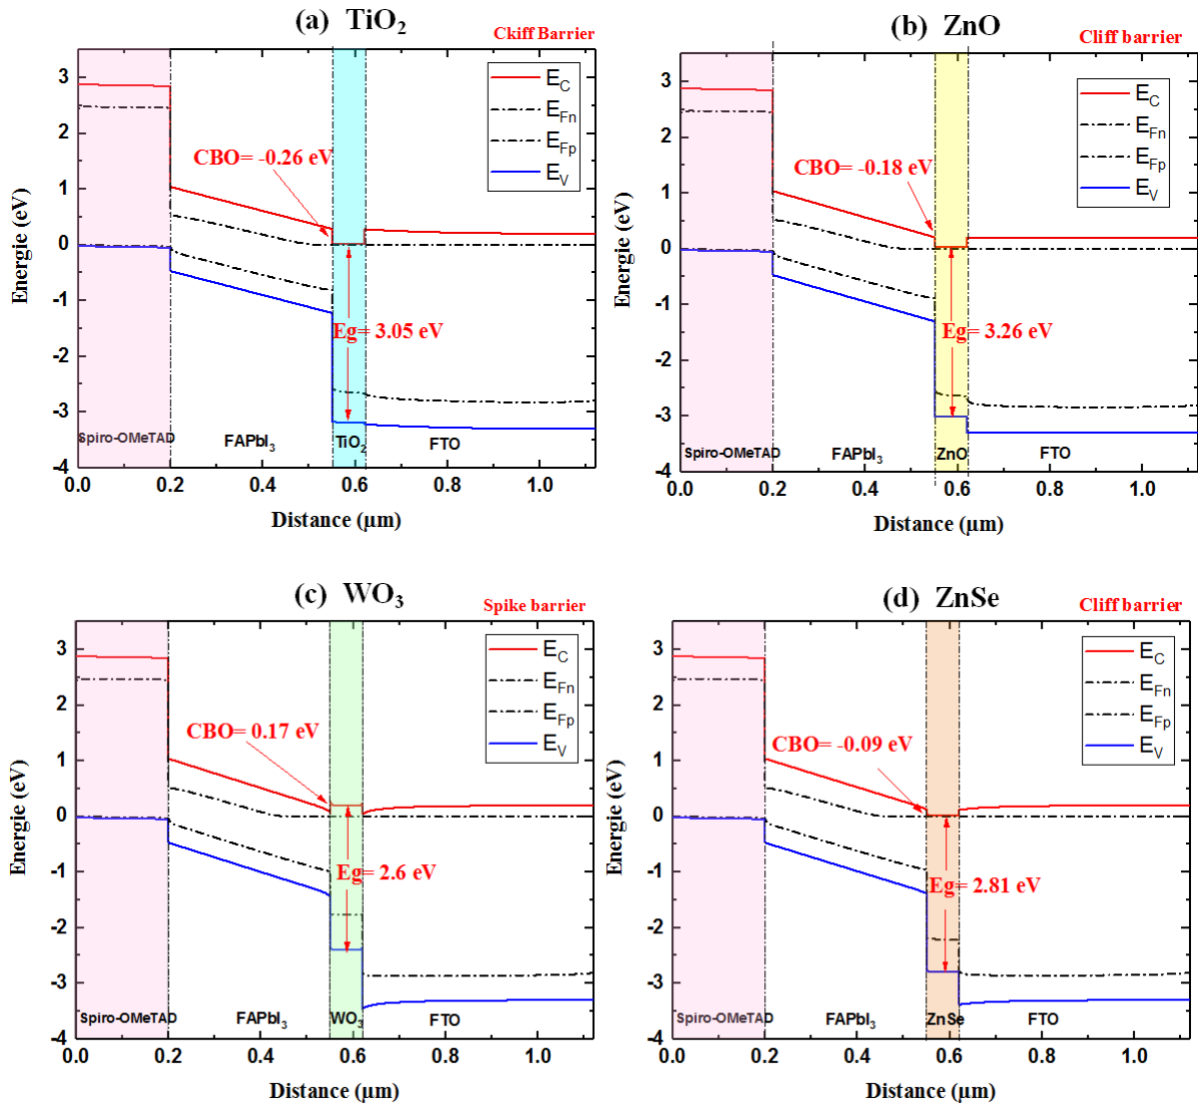 (a) TiO2
Ckiff Barrier
EC
EFn
EFp
EV
CBO= -0.26 eV
Eg= 3.05 eV
3
2
1
0
-1
-2
-3
-4
Energie (eV)
Spiro-OMeTAD
FAPbI3
TiO2
FTO
0.0 0.2 0.4 0.6 0.8 1.0
Distance (µm)
(b) ZnO
Cliff barrier
EC
EFn
EFp
EV
CBO= -0.18 eV
Eg= 3.26 eV
3
2
1
0
-1
-2
-3
-4
Energie (eV)
Spiro-OMeTAD
FAPbI3
ZnO
FTO
0.0 0.2 0.4 0.6 0.8 1.0
Distance (µm)
(c) WO3
Spike barrier
EC
EFn
EFp
EV
CBO= 0.17 eV
Eg= 2.6 eV
3
2
1
0
-1
-2
-3
-4
Energie (eV)
Spiro-OMeTAD
FAPbI3
WO3
FTO
0.0 0.2 0.4 0.6 0.8 1.0
Distance (µm)
(d) ZnSe
Cliff barrier
EC
EFn
EFp
EV
CBO= -0.09 eV
Eg= 2.81 eV
3
2
1
0
-1
-2
-3
-4
Energie (eV)
Spiro-OMeTAD
FAPbI3
ZnSe
FTO
0.0 0.2 0.4 0.6 0.8 1.0
Distance (µm)